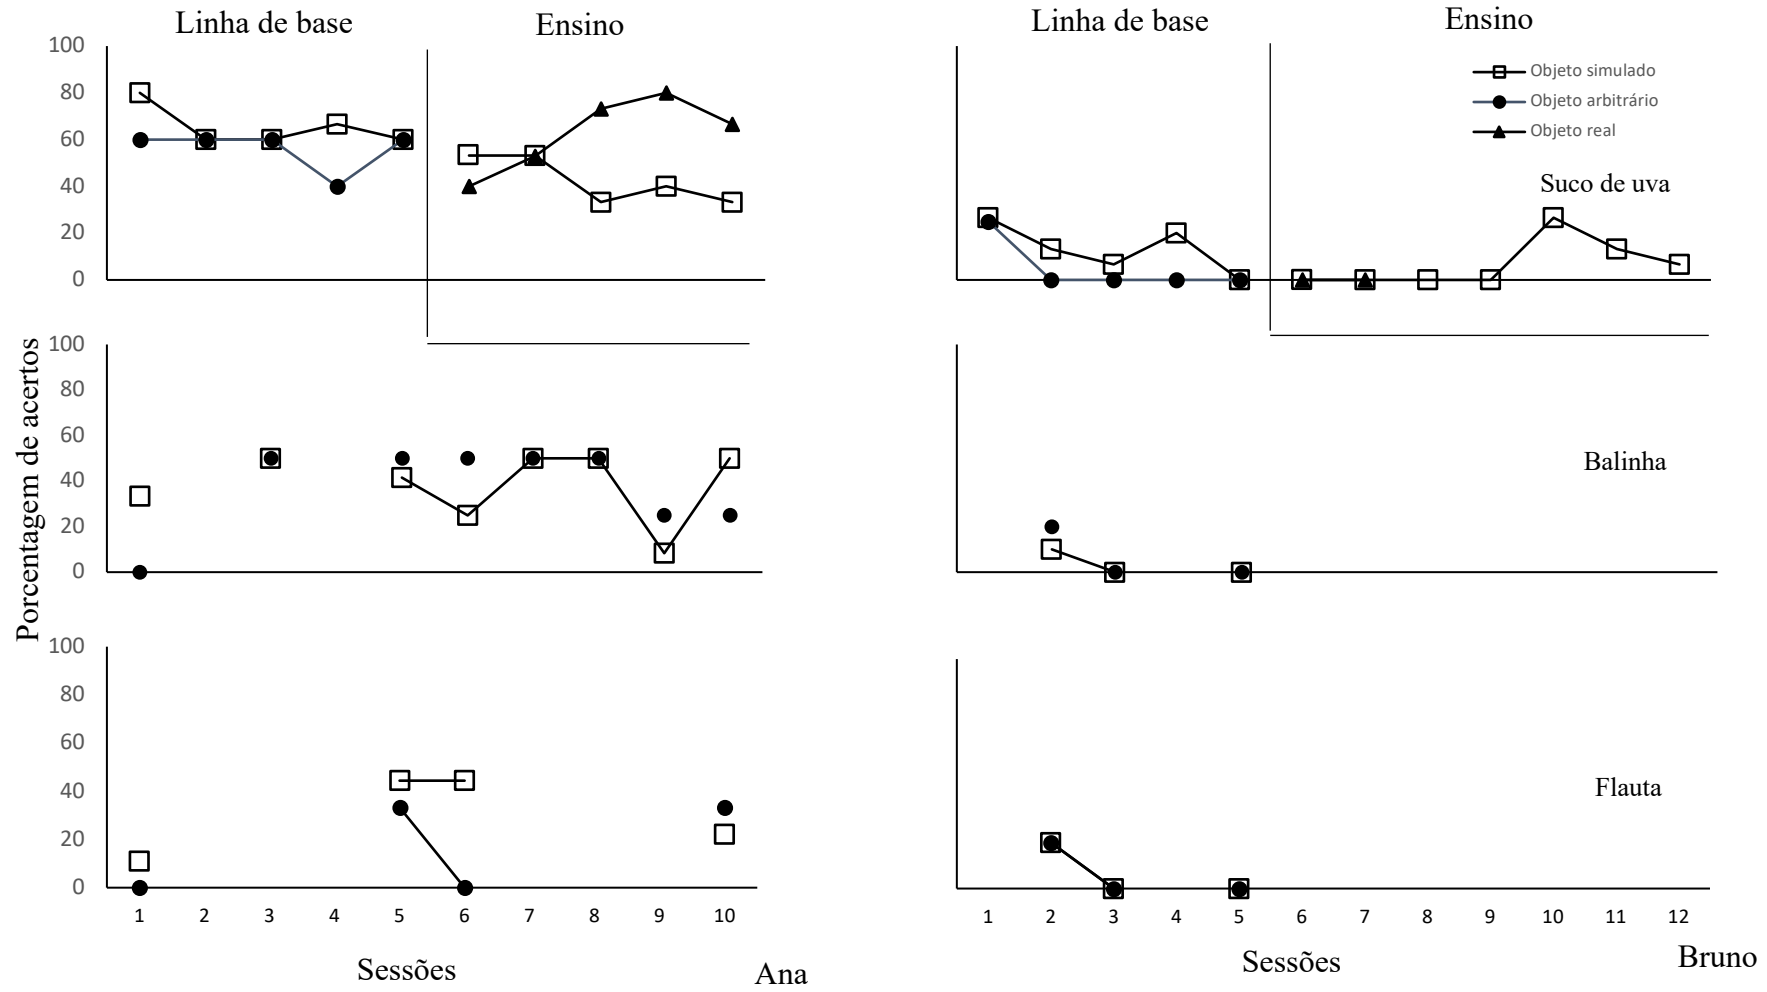 Linha de base
Ensino
Linha de base
Ensino
Objeto simulado
Objeto arbitrário
Objeto real
Suco de uva
100
80
60
40
20
0
Porcentagem de acertos
100
80
60
40
20
0
Balinha
100
80
60
40
20
0
Flauta
1 2 3 4 5 6 7 8 9 10
1 2 3 4 5 6 7 8 9 10 11 12
Sessões
Ana
Sessões
Bruno